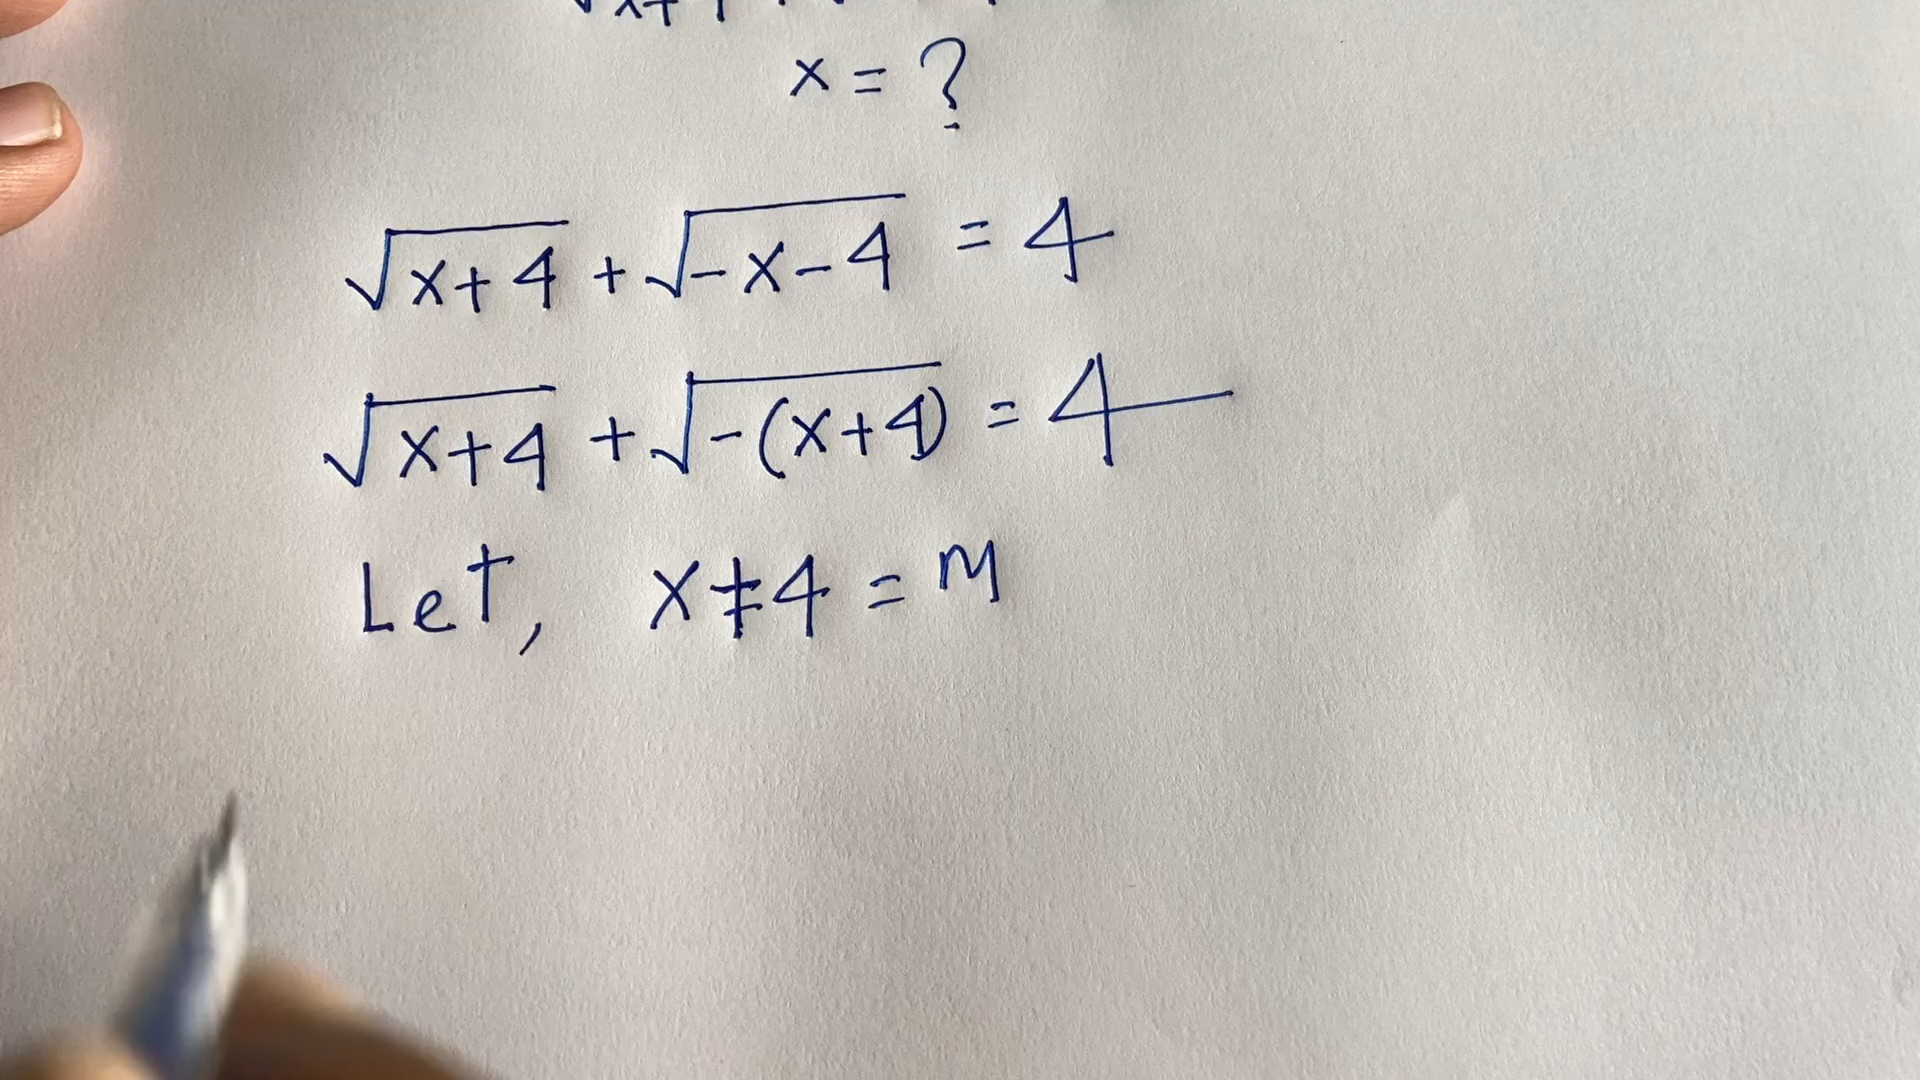 x = ?
√x+4 + √-x-4 = 4
√x+4 + √-(x+4) = 4
Let, x+4 = m